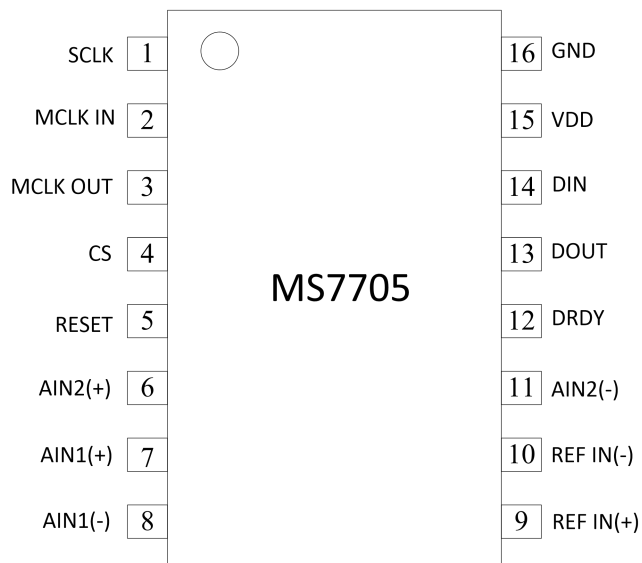 SCLK 1 16 GND
MCLK IN 2 15 VDD
MCLK OUT 3 14 DIN
CS 4 13 DOUT
MS7705
RESET 5 12 DRDY
AIN2(+) 6 11 AIN2(-)
AIN1(+) 7 10 REF IN(-)
AIN1(-) 8 9 REF IN(+)